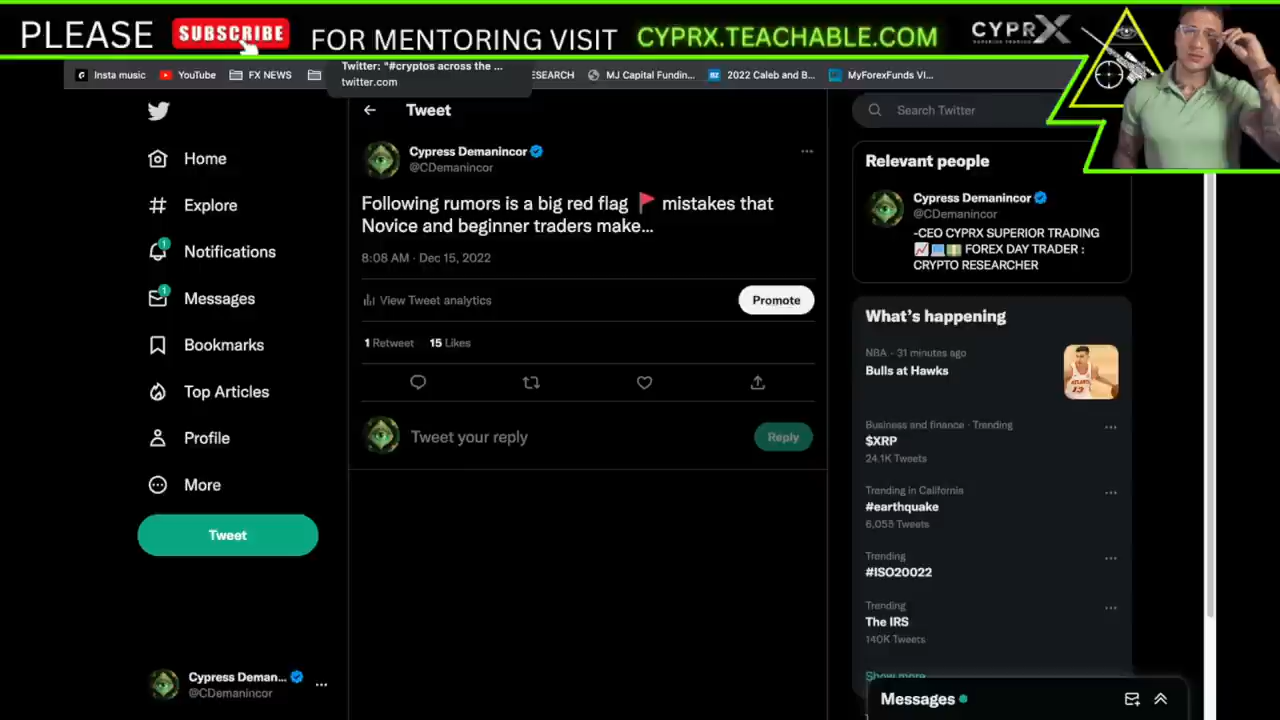 PLEASE SUBSCRIBE FOR MENTORING VISIT CYPRX.TEACHABLE.COM CYPRX
Insta music YouTube FX NEWS ESEARCH MJ Capital Fundin... 2022 Caleb and B... MyForexFunds VI...
Twitter: "#cryptos across the ...
twitter.com
Tweet
Cypress Demanincor
@CDemanincor
Following rumors is a big red flag 🚩 mistakes that
Novice and beginner traders make...
8:08 AM · Dec 15, 2022
View Tweet analytics
Promote
1 Retweet 15 Likes
Tweet your reply
Reply
Home
Explore
1
Notifications
1
Messages
Bookmarks
Top Articles
Profile
More
Tweet
Cypress Deman...
@CDemanincor
Search Twitter
Relevant people
Cypress Demanincor
@CDemanincor
-CEO CYPRX SUPERIOR TRADING
📈💻💵 FOREX DAY TRADER :
CRYPTO RESEARCHER
What's happening
NBA · 31 minutes ago
Bulls at Hawks
Business and finance · Trending
$XRP
24.1K Tweets
Trending in California
#earthquake
6,055 Tweets
Trending
#ISO20022
Trending
The IRS
140K Tweets
Show more
Messages